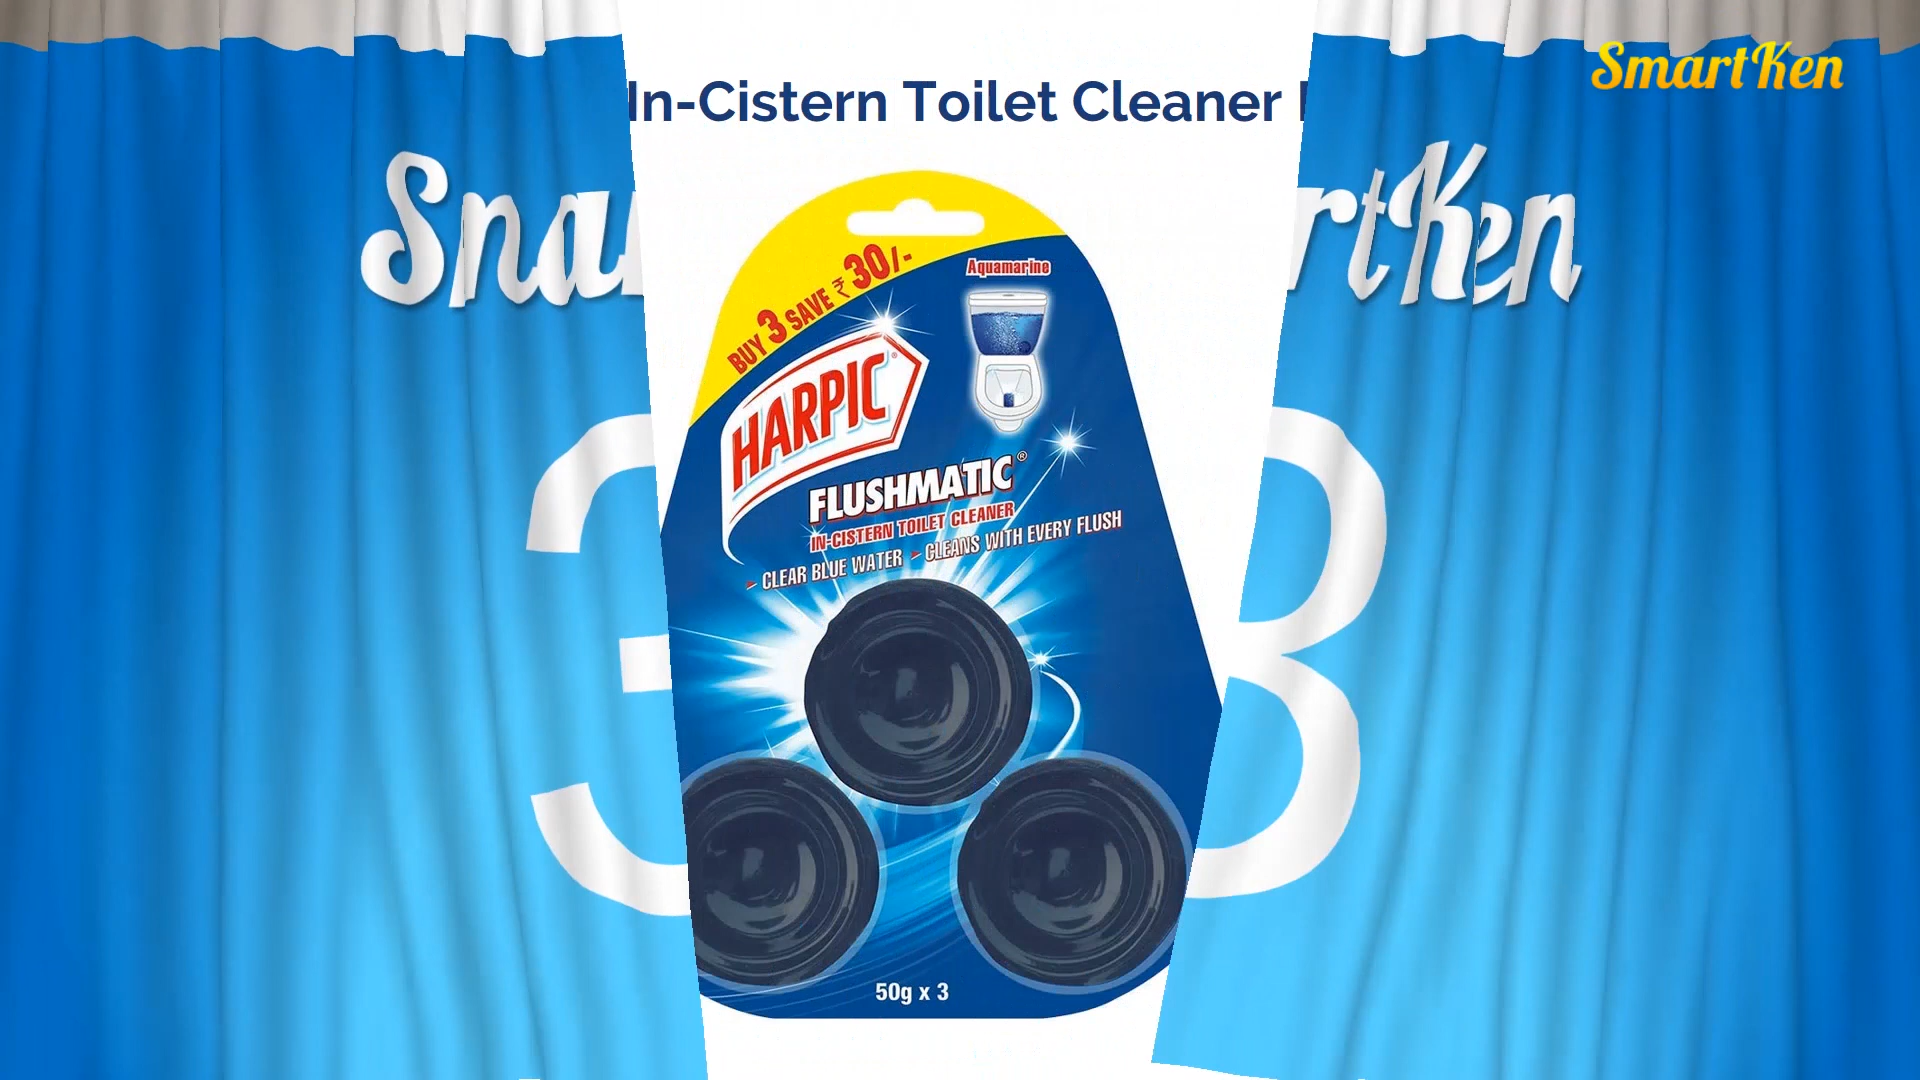 SmartKen
In-Cistern Toilet Cleaner
3
BUY 3 SAVE ₹ 30/-
Aquamarine
HARPIC®
FLUSHMATIC®
IN-CISTERN TOILET CLEANER
➤ CLEAR BLUE WATER ➤ CLEANS WITH EVERY FLUSH
50g x 3